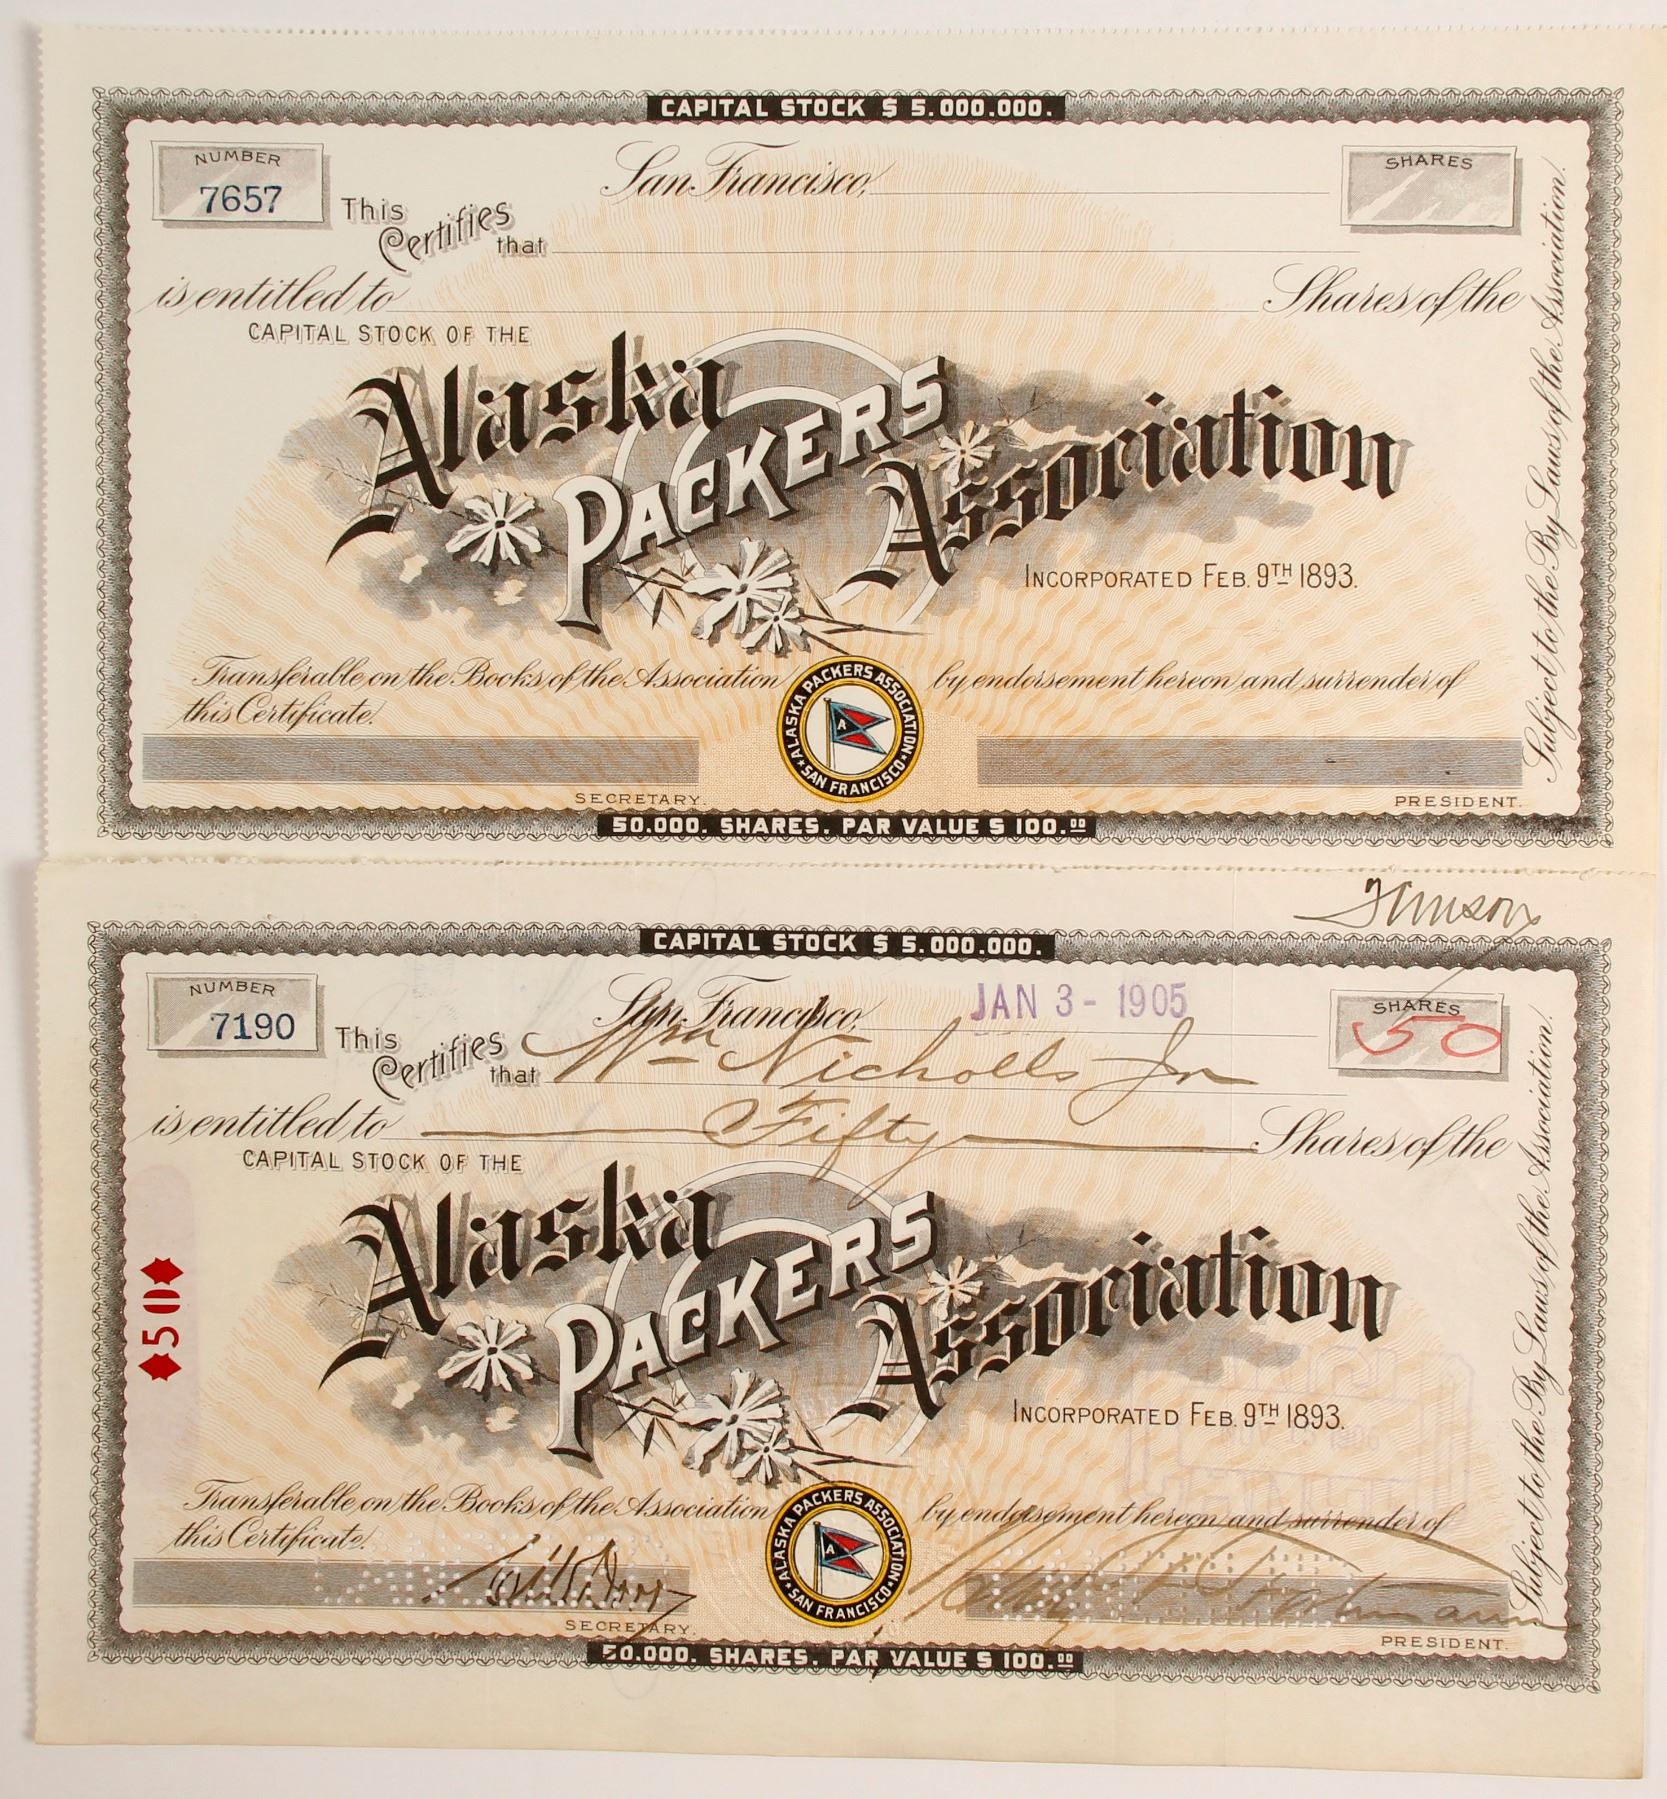 CAPITAL STOCK $ 5.000.000.
NUMBER
7657
San Francisco,
SHARES
This Certifies that
is entitled to Shares of the
CAPITAL STOCK OF THE
Alaska Packers Association
INCORPORATED FEB. 9TH 1893.
Transferable on the Books of the Association by endorsement hereon and surrender of
this Certificate.
ALASKA PACKERS ASSOCIATION
A
SAN FRANCISCO
SECRETARY.
PRESIDENT.
Subject to the By Laws of the Association.
50.000. SHARES. PAR VALUE $ 100.00
CAPITAL STOCK $ 5.000.000.
NUMBER
7190
San Francisco, JAN 3 - 1905
SHARES
50
This Certifies that Wm Nicholls Jr
is entitled to Fifty Shares of the
CAPITAL STOCK OF THE
Alaska Packers Association
INCORPORATED FEB. 9TH 1893.
50
Transferable on the Books of the Association by endorsement hereon and surrender of
this Certificate.
ALASKA PACKERS ASSOCIATION
A
SAN FRANCISCO
SECRETARY.
PRESIDENT.
Subject to the By Laws of the Association.
50.000. SHARES. PAR VALUE $ 100.00